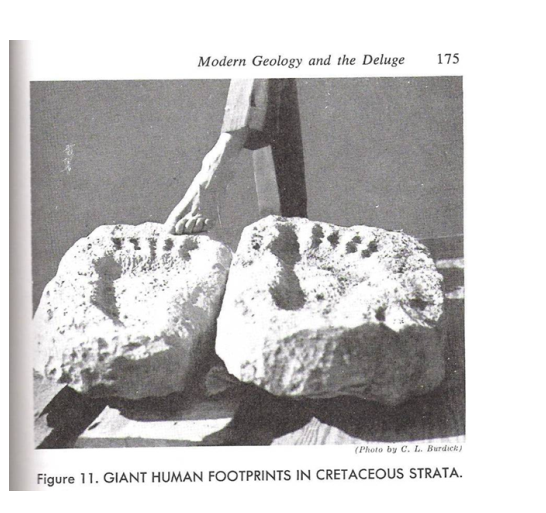 Modern Geology and the Deluge 175
(Photo by C. L. Burdick)
Figure 11. GIANT HUMAN FOOTPRINTS IN CRETACEOUS STRATA.